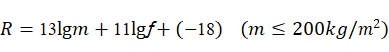 R = 13lgm + 11lgf + (−18) (m ≤ 200kg/m²)